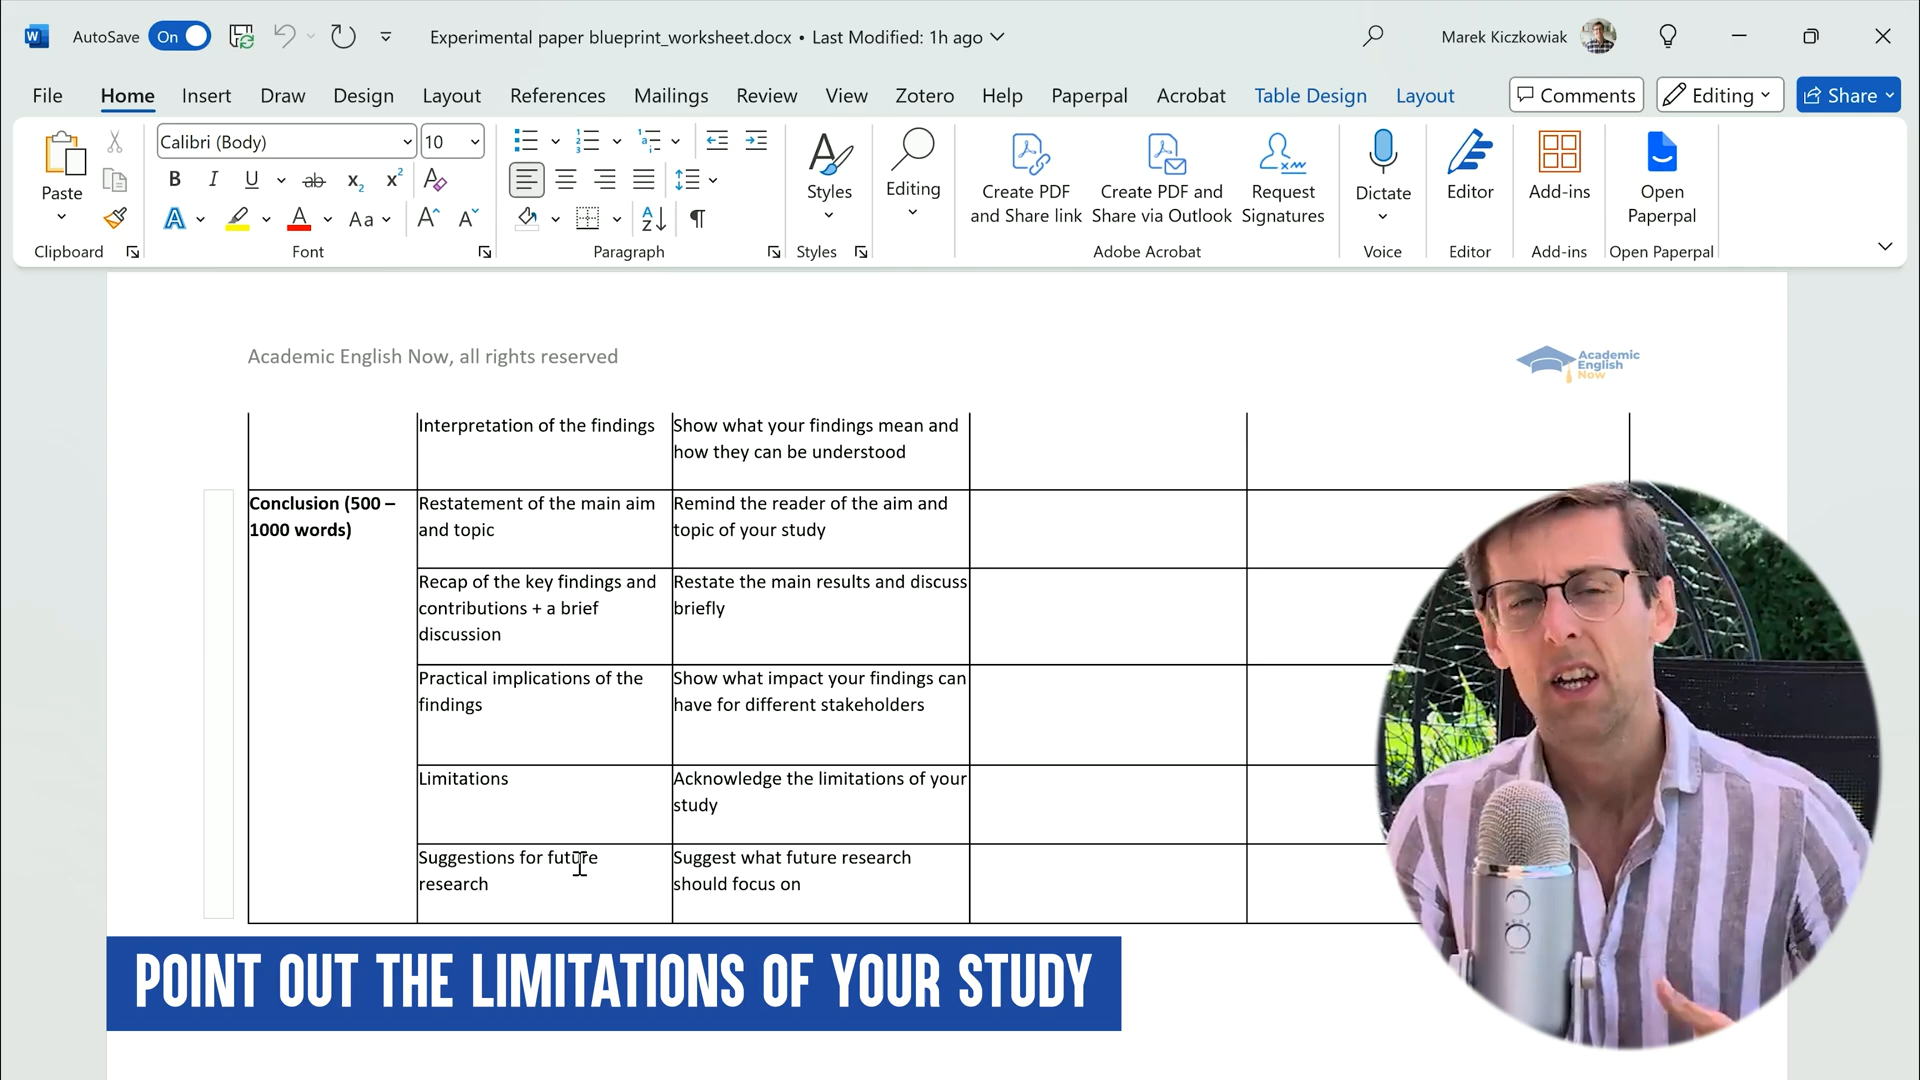 AutoSave On Experimental paper blueprint_worksheet.docx • Last Modified: 1h ago Marek Kiczkowiak
File Home Insert Draw Design Layout References Mailings Review View Zotero Help Paperpal Acrobat Table Design Layout Comments Editing Share
Calibri (Body) 10
Paste
Styles
Editing
Create PDF
and Share link
Create PDF and
Share via Outlook
Request
Signatures
Dictate
Editor
Add-ins
Open
Paperpal
Clipboard Font Paragraph Styles Adobe Acrobat Voice Editor Add-ins Open Paperpal
Academic English Now, all rights reserved
Academic
English
Now
Interpretation of the findings
Show what your findings mean and
how they can be understood
Conclusion (500 –
1000 words)
Restatement of the main aim
and topic
Remind the reader of the aim and
topic of your study
Recap of the key findings and
contributions + a brief
discussion
Restate the main results and discuss
briefly
Practical implications of the
findings
Show what impact your findings can
have for different stakeholders
Limitations
Acknowledge the limitations of your
study
Suggestions for future
research
Suggest what future research
should focus on
POINT OUT THE LIMITATIONS OF YOUR STUDY